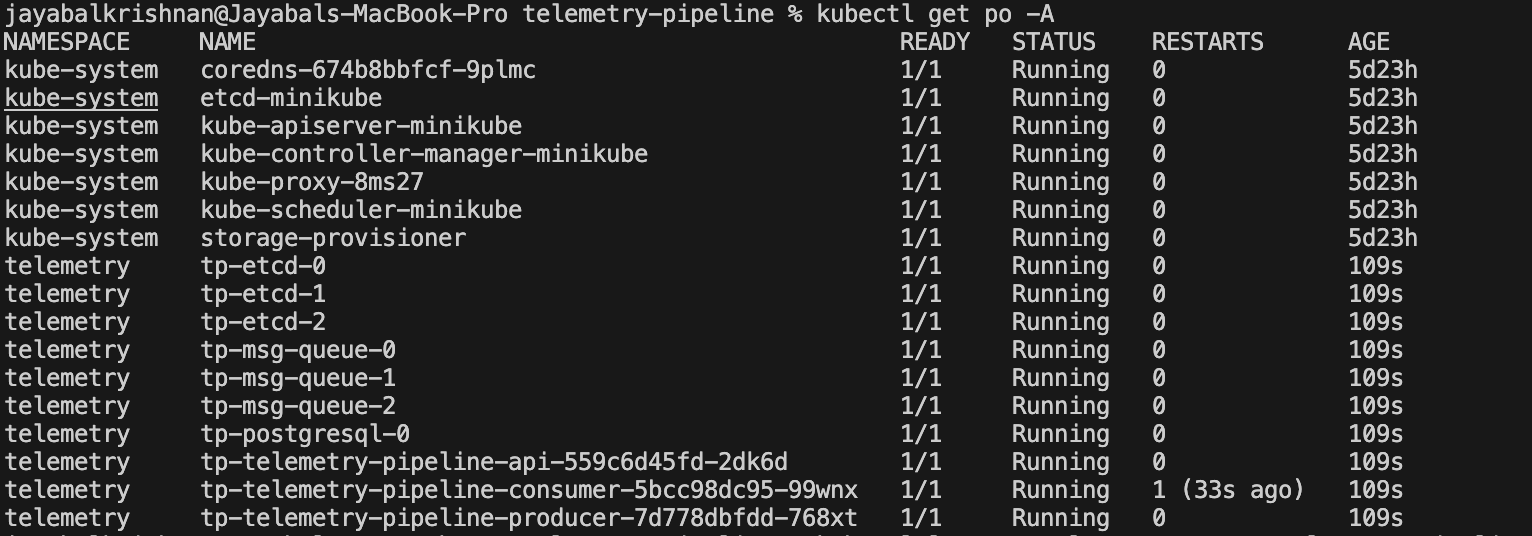 jayabalkrishnan@Jayabals-MacBook-Pro telemetry-pipeline % kubectl get po -A
NAMESPACE NAME READY STATUS RESTARTS AGE
kube-system coredns-674b8bbfcf-9plmc 1/1 Running 0 5d23h
kube-system etcd-minikube 1/1 Running 0 5d23h
kube-system kube-apiserver-minikube 1/1 Running 0 5d23h
kube-system kube-controller-manager-minikube 1/1 Running 0 5d23h
kube-system kube-proxy-8ms27 1/1 Running 0 5d23h
kube-system kube-scheduler-minikube 1/1 Running 0 5d23h
kube-system storage-provisioner 1/1 Running 0 5d23h
telemetry tp-etcd-0 1/1 Running 0 109s
telemetry tp-etcd-1 1/1 Running 0 109s
telemetry tp-etcd-2 1/1 Running 0 109s
telemetry tp-msg-queue-0 1/1 Running 0 109s
telemetry tp-msg-queue-1 1/1 Running 0 109s
telemetry tp-msg-queue-2 1/1 Running 0 109s
telemetry tp-postgresql-0 1/1 Running 0 109s
telemetry tp-telemetry-pipeline-api-559c6d45fd-2dk6d 1/1 Running 0 109s
telemetry tp-telemetry-pipeline-consumer-5bcc98dc95-99wnx 1/1 Running 1 (33s ago) 109s
telemetry tp-telemetry-pipeline-producer-7d778dbfdd-768xt 1/1 Running 0 109s